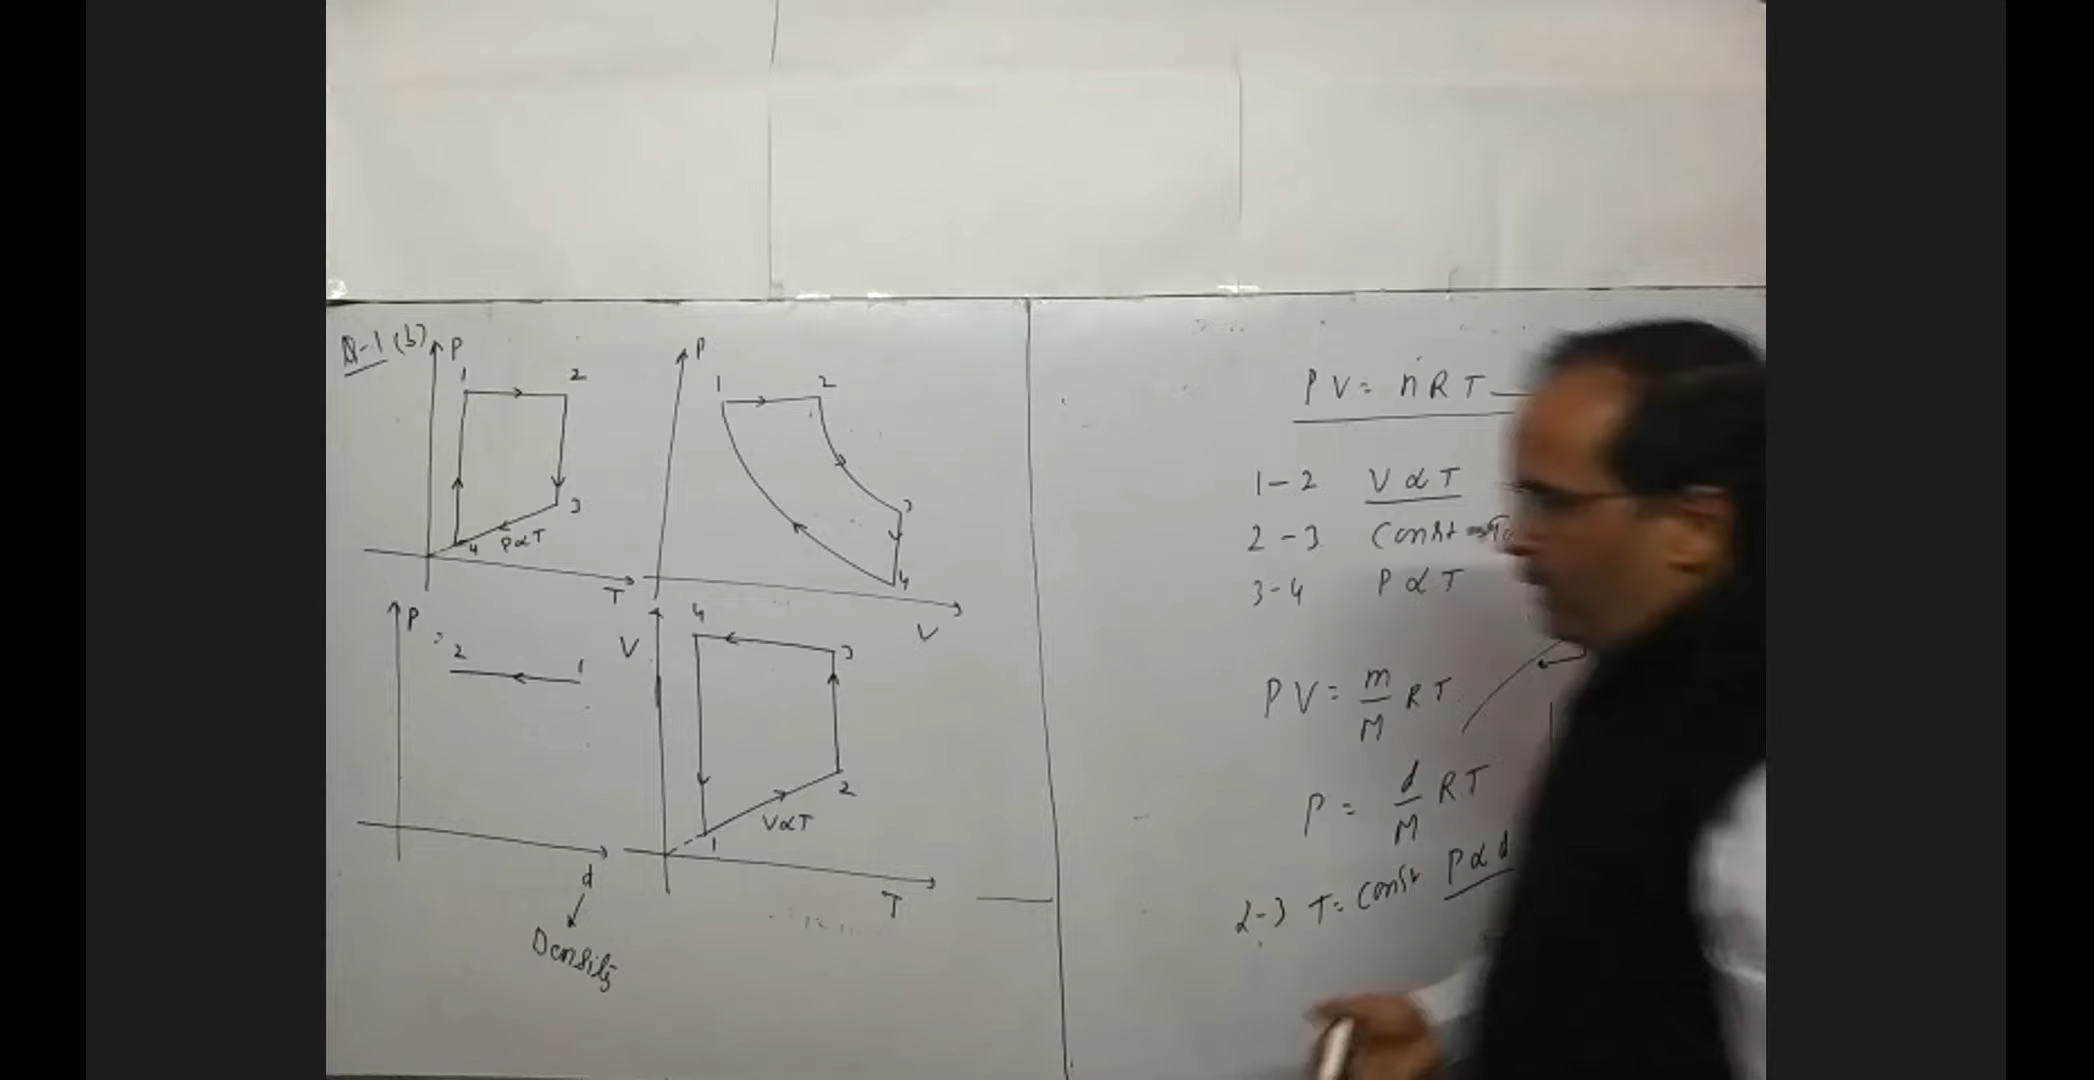 Q-1 (b)
P
1
2
3
4
P∝T
T
P
1
2
3
4
V
P
2
1
d
Density
V
4
3
2
1
V∝T
T
PV = nRT
1-2 V∝T
2-3 Const
3-4 P∝T
PV = m/M RT
P = d/M RT
2-3 T = Const P∝d